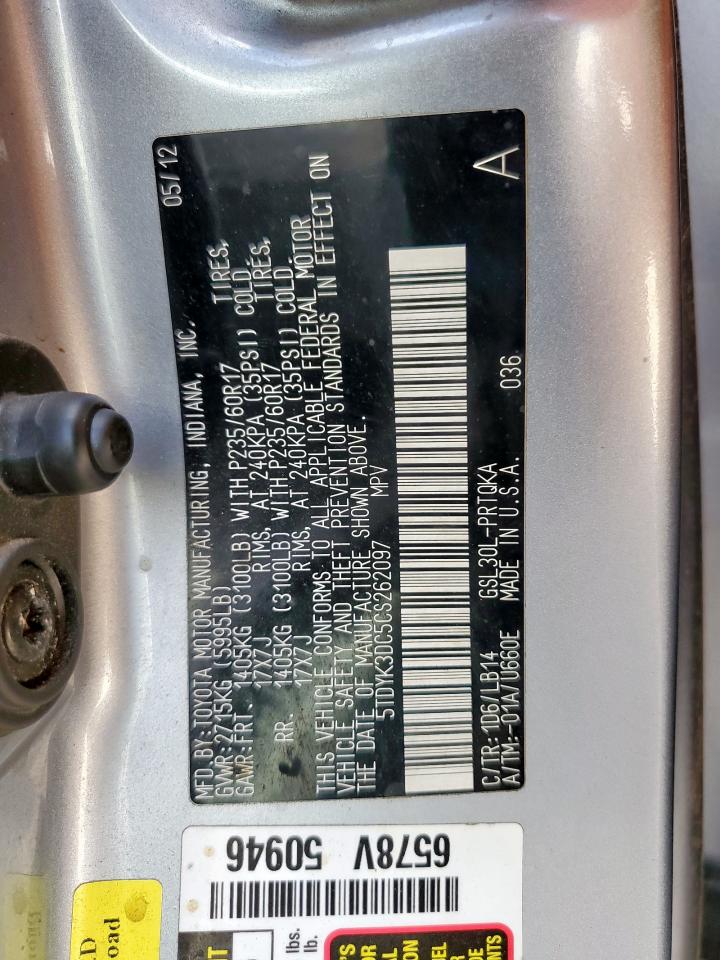 MFD.BY:TOYOTA MOTOR MANUFACTURING, INDIANA, INC. 05/12
GVWR:2715KG (5995LB)
GAWR:FRT. 1405KG (3100LB) WITH P235/60R17 TIRES,
17X7J RIMS, AT 240KPA (35PSI) COLD.
RR. 1405KG (3100LB) WITH P235/60R17 TIRES,
17X7J RIMS, AT 240KPA (35PSI) COLD.
THIS VEHICLE CONFORMS TO ALL APPLICABLE FEDERAL MOTOR
VEHICLE SAFETY AND THEFT PREVENTION STANDARDS IN EFFECT ON
THE DATE OF MANUFACTURE SHOWN ABOVE.
5TDYK3DC5CS262097 MPV
C/TR:1D6/LB14 GSL30L-PRTQKA 036 A
A/TM:-01A/U660E MADE IN U.S.A.
6578V
50946
lbs.
lb.